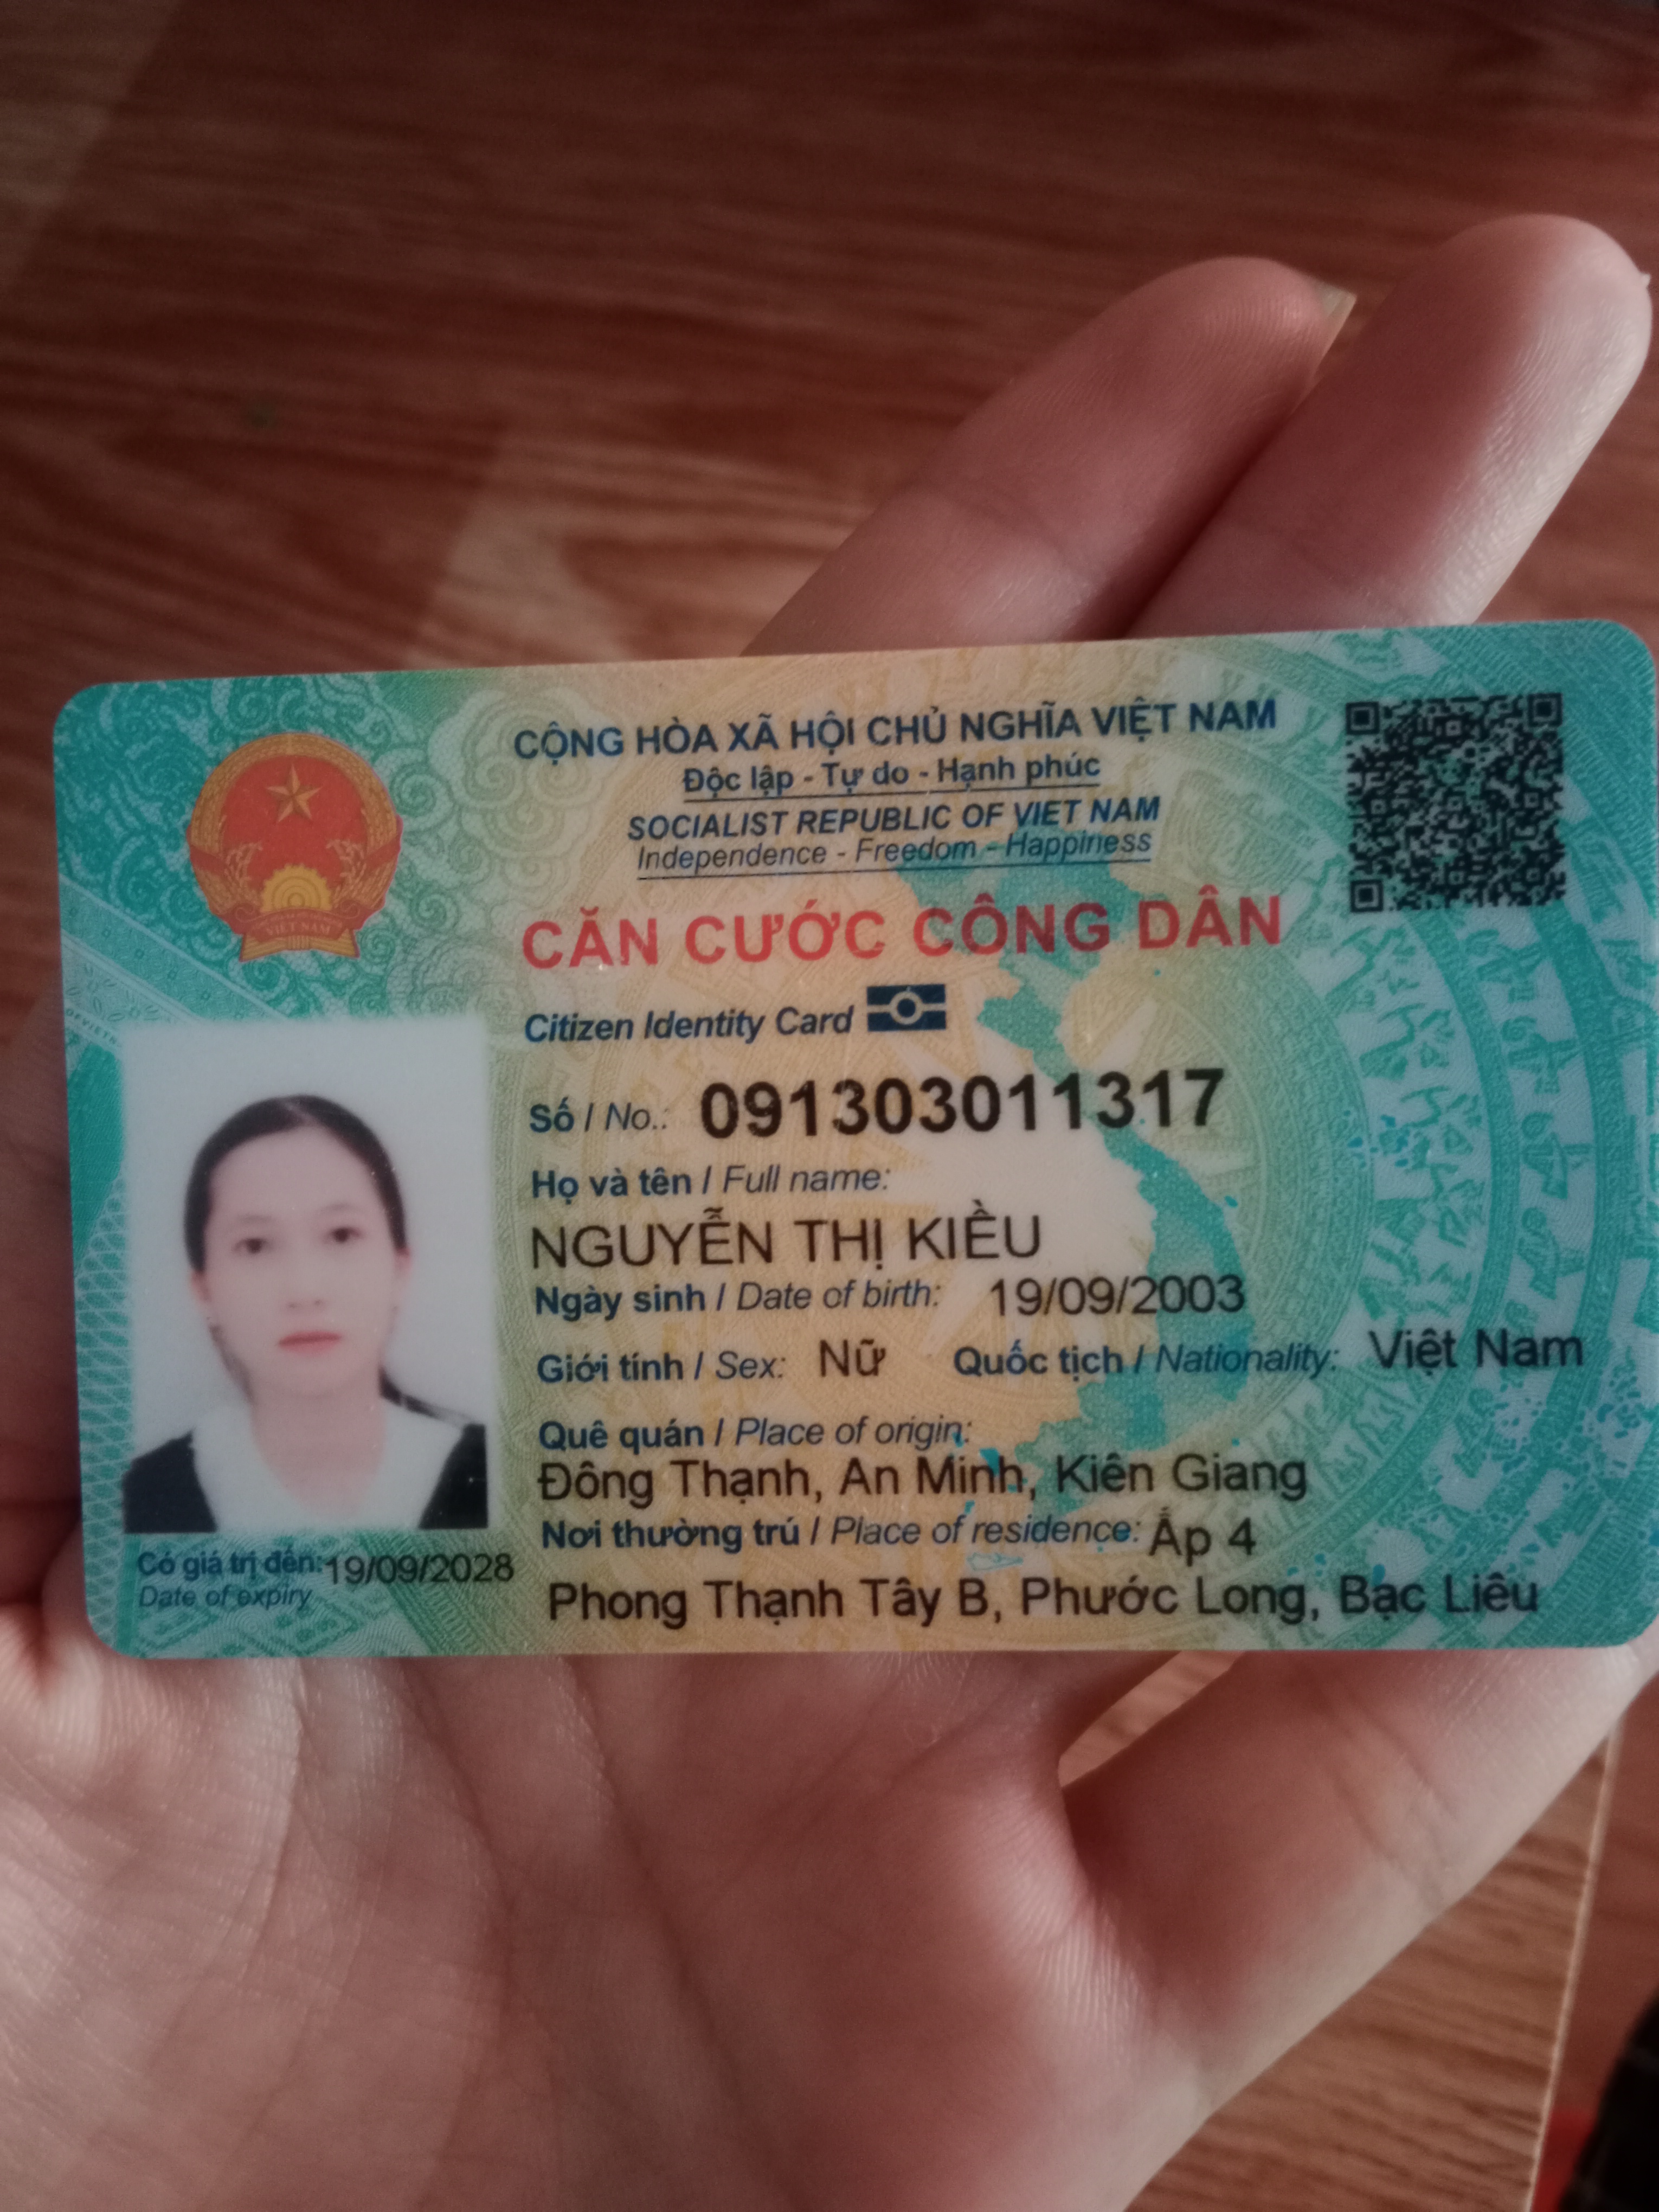 CỘNG HÒA XÃ HỘI CHỦ NGHĨA VIỆT NAM
Độc lập - Tự do - Hạnh phúc
SOCIALIST REPUBLIC OF VIET NAM
Independence - Freedom - Happiness
VIỆT NAM
CĂN CƯỚC CÔNG DÂN
Citizen Identity Card
Số / No.: 091303011317
Họ và tên / Full name:
NGUYỄN THỊ KIỀU
Ngày sinh / Date of birth: 19/09/2003
Giới tính / Sex: Nữ Quốc tịch / Nationality: Việt Nam
Quê quán / Place of origin:
Đông Thạnh, An Minh, Kiên Giang
Nơi thường trú / Place of residence: Ấp 4
Phong Thạnh Tây B, Phước Long, Bạc Liêu
Có giá trị đến: 19/09/2028
Date of expiry